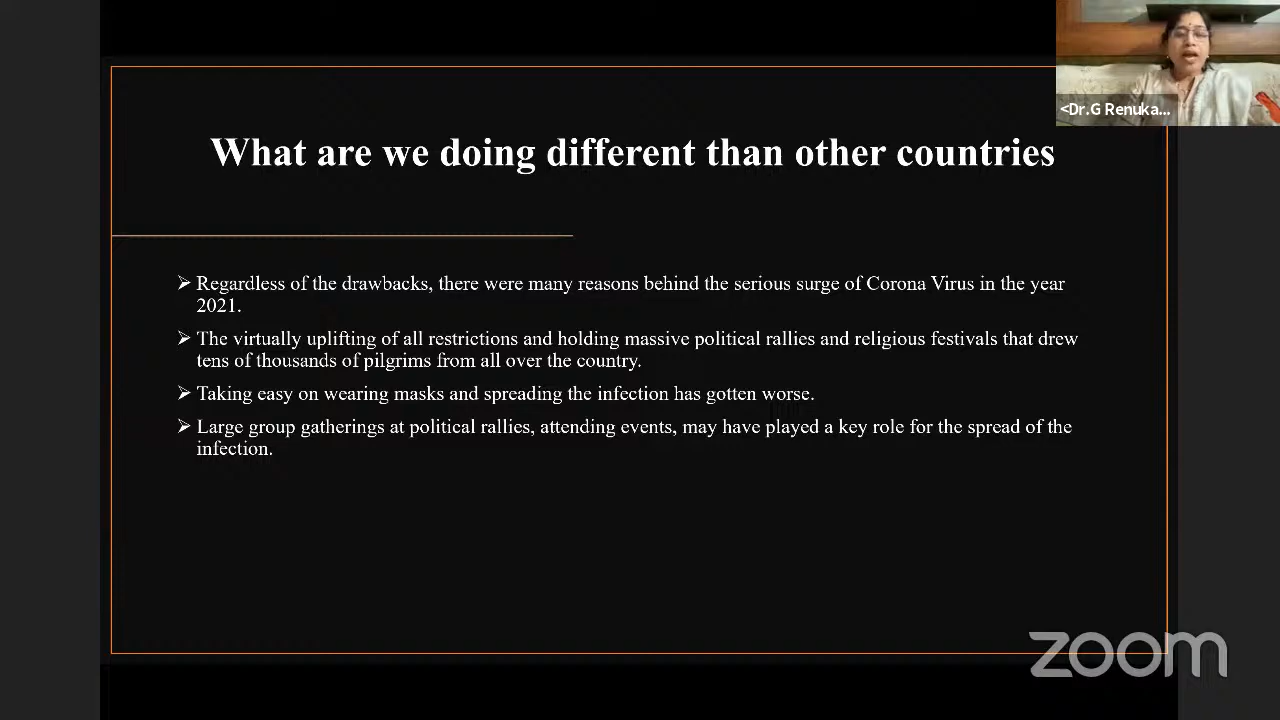 <Dr.G Renuka...
What are we doing different than other countries
➢ Regardless of the drawbacks, there were many reasons behind the serious surge of Corona Virus in the year
2021.
➢ The virtually uplifting of all restrictions and holding massive political rallies and religious festivals that drew
tens of thousands of pilgrims from all over the country.
➢ Taking easy on wearing masks and spreading the infection has gotten worse.
➢ Large group gatherings at political rallies, attending events, may have played a key role for the spread of the
infection.
zoom